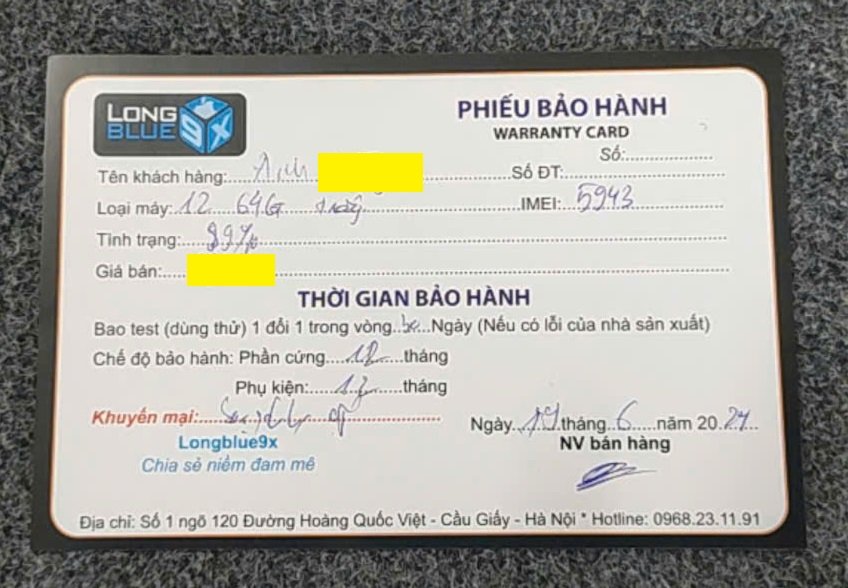 LONG
BLUE 9X
PHIẾU BẢO HÀNH
WARRANTY CARD
Số:
Tên khách hàng: Anh Số ĐT:
Loại máy: 12 64G IMEI: 5943
Tình trạng: 99%
Giá bán:
THỜI GIAN BẢO HÀNH
Bao test (dùng thử) 1 đổi 1 trong vòng Ngày (Nếu có lỗi của nhà sản xuất)
Chế độ bảo hành: Phần cứng 12 tháng
Phụ kiện: 12 tháng
Khuyến mại:
Ngày 19 tháng 6 năm 20
Longblue9x
NV bán hàng
Chia sẻ niềm đam mê
Địa chỉ: Số 1 ngõ 120 Đường Hoàng Quốc Việt - Cầu Giấy - Hà Nội * Hotline: 0968.23.11.91